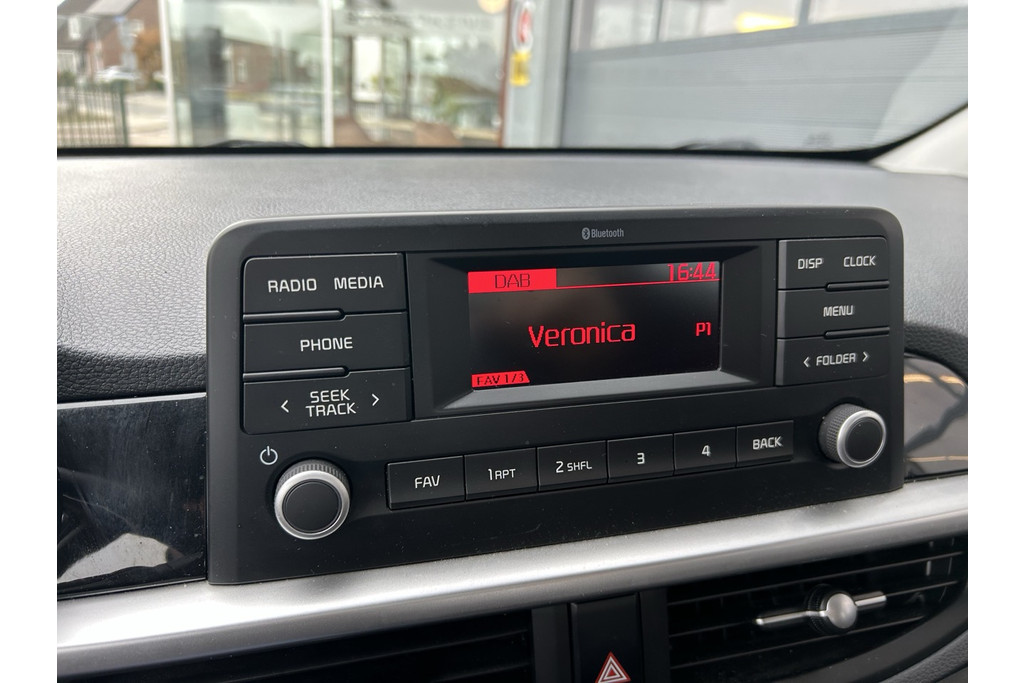 Bluetooth
RADIO MEDIA
DAB 16:44
DISP CLOCK
PHONE
Veronica P1
MENU
< SEEK TRACK >
FAV 1/3
< FOLDER >
FAV 1 RPT 2 SHFL 3 4 BACK